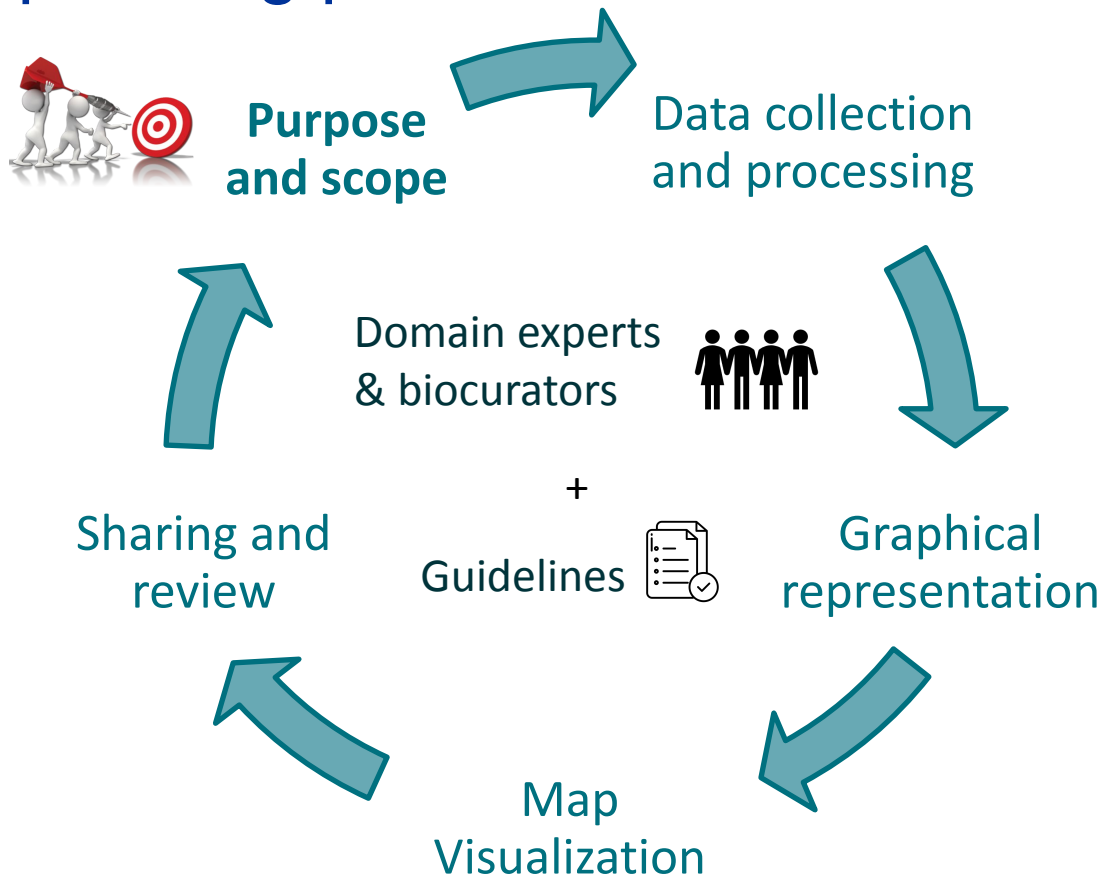 Purpose
and scope
Data collection
and processing
Domain experts
& biocurators
+
Guidelines
Sharing and
review
Graphical
representation
Map
Visualization